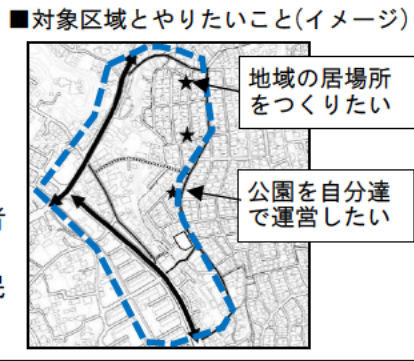 ■対象区域とやりたいこと(イメージ)
地域の居場所
をつくりたい
公園を自分達
で運営したい
者
民